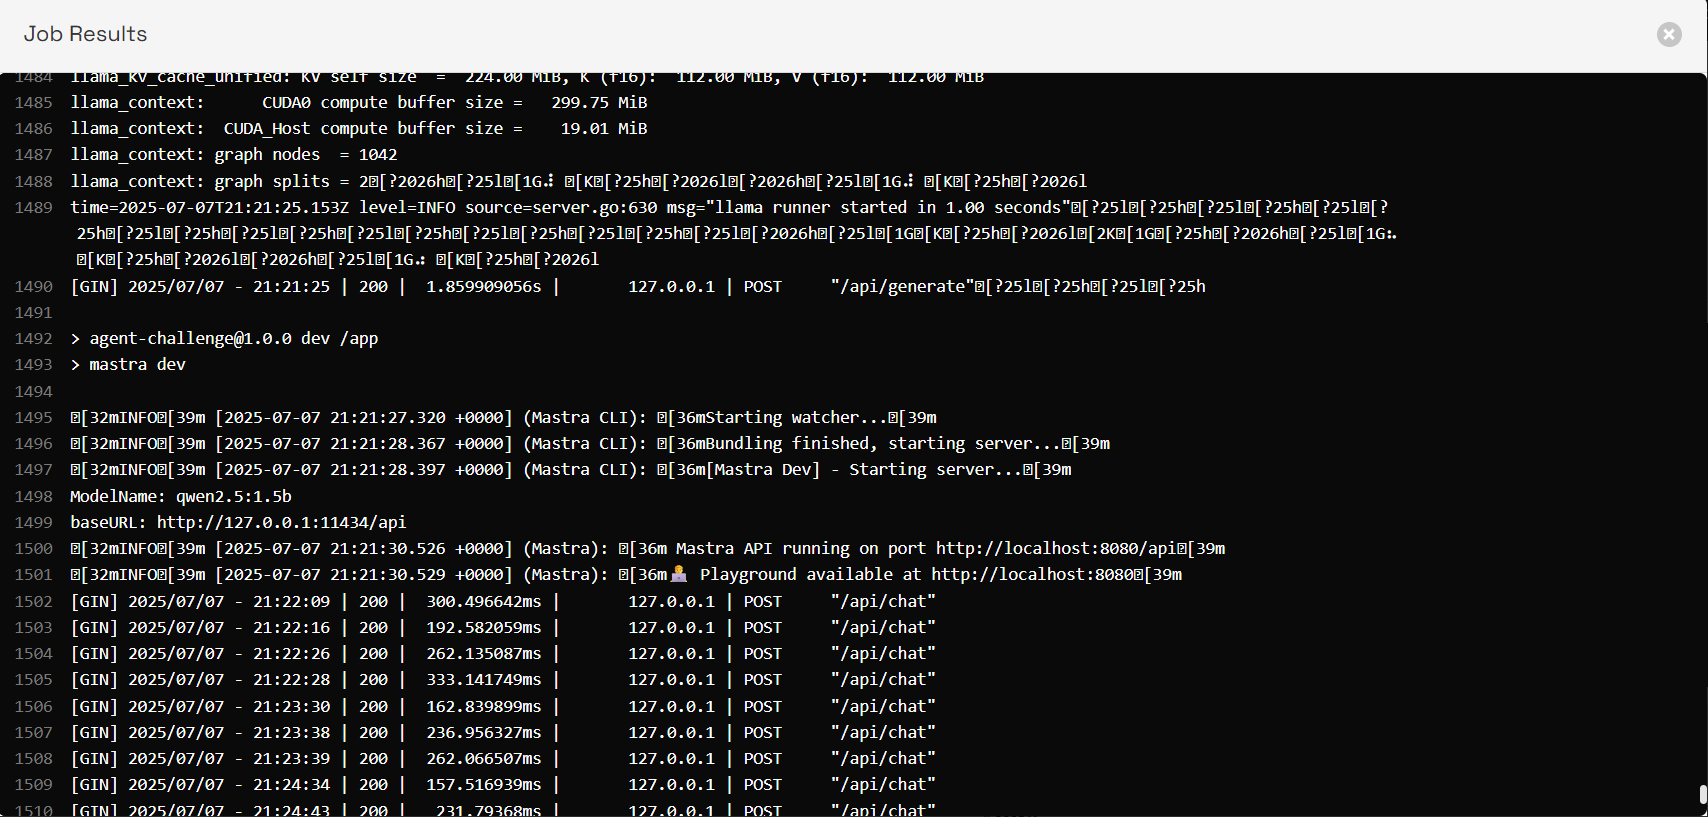 Job Results
1484 llama_kv_cache_unified: KV self size  =  224.00 MiB, K (f16):  112.00 MiB, V (f16):  112.00 MiB
1485 llama_context:      CUDA0 compute buffer size =   299.75 MiB
1486 llama_context:  CUDA_Host compute buffer size =    19.01 MiB
1487 llama_context: graph nodes  = 1042
1488 llama_context: graph splits = 2␛[?2026h␛[?25l␛[1G⠼ ␛[K␛[?25h␛[?2026l␛[?2026h␛[?25l␛[1G⠼ ␛[K␛[?25h␛[?2026l
1489 time=2025-07-07T21:21:25.153Z level=INFO source=server.go:630 msg="llama runner started in 1.00 seconds"␛[?25l␛[?25h␛[?25l␛[?25h␛[?25l␛[?
25h␛[?25l␛[?25h␛[?25l␛[?25h␛[?25l␛[?25h␛[?25l␛[?25h␛[?25l␛[?25h␛[?25l␛[?2026h␛[?25l␛[1G␛[K␛[?25h␛[?2026l␛[2K␛[1G␛[?25h␛[?2026h␛[?25l␛[1G⠦
␛[K␛[?25h␛[?2026l␛[?2026h␛[?25l␛[1G⠴ ␛[K␛[?25h␛[?2026l
1490 [GIN] 2025/07/07 - 21:21:25 | 200 |  1.859909056s |       127.0.0.1 | POST     "/api/generate"␛[?25l␛[?25h␛[?25l␛[?25h
1491
1492 > agent-challenge@1.0.0 dev /app
1493 > mastra dev
1494
1495 ␛[32mINFO␛[39m [2025-07-07 21:21:27.320 +0000] (Mastra CLI): ␛[36mStarting watcher...␛[39m
1496 ␛[32mINFO␛[39m [2025-07-07 21:21:28.367 +0000] (Mastra CLI): ␛[36mBundling finished, starting server...␛[39m
1497 ␛[32mINFO␛[39m [2025-07-07 21:21:28.397 +0000] (Mastra CLI): ␛[36m[Mastra Dev] - Starting server...␛[39m
1498 ModelName: qwen2.5:1.5b
1499 baseURL: http://127.0.0.1:11434/api
1500 ␛[32mINFO␛[39m [2025-07-07 21:21:30.526 +0000] (Mastra): ␛[36m Mastra API running on port http://localhost:8080/api␛[39m
1501 ␛[32mINFO␛[39m [2025-07-07 21:21:30.529 +0000] (Mastra): ␛[36m👩‍💻 Playground available at http://localhost:8080␛[39m
1502 [GIN] 2025/07/07 - 21:22:09 | 200 |  300.496642ms |       127.0.0.1 | POST     "/api/chat"
1503 [GIN] 2025/07/07 - 21:22:16 | 200 |  192.582059ms |       127.0.0.1 | POST     "/api/chat"
1504 [GIN] 2025/07/07 - 21:22:26 | 200 |  262.135087ms |       127.0.0.1 | POST     "/api/chat"
1505 [GIN] 2025/07/07 - 21:22:28 | 200 |  333.141749ms |       127.0.0.1 | POST     "/api/chat"
1506 [GIN] 2025/07/07 - 21:23:30 | 200 |  162.839899ms |       127.0.0.1 | POST     "/api/chat"
1507 [GIN] 2025/07/07 - 21:23:38 | 200 |  236.956327ms |       127.0.0.1 | POST     "/api/chat"
1508 [GIN] 2025/07/07 - 21:23:39 | 200 |  262.066507ms |       127.0.0.1 | POST     "/api/chat"
1509 [GIN] 2025/07/07 - 21:24:34 | 200 |  157.516939ms |       127.0.0.1 | POST     "/api/chat"
1510 [GIN] 2025/07/07 - 21:24:43 | 200 |   231.79368ms |       127.0.0.1 | POST     "/api/chat"